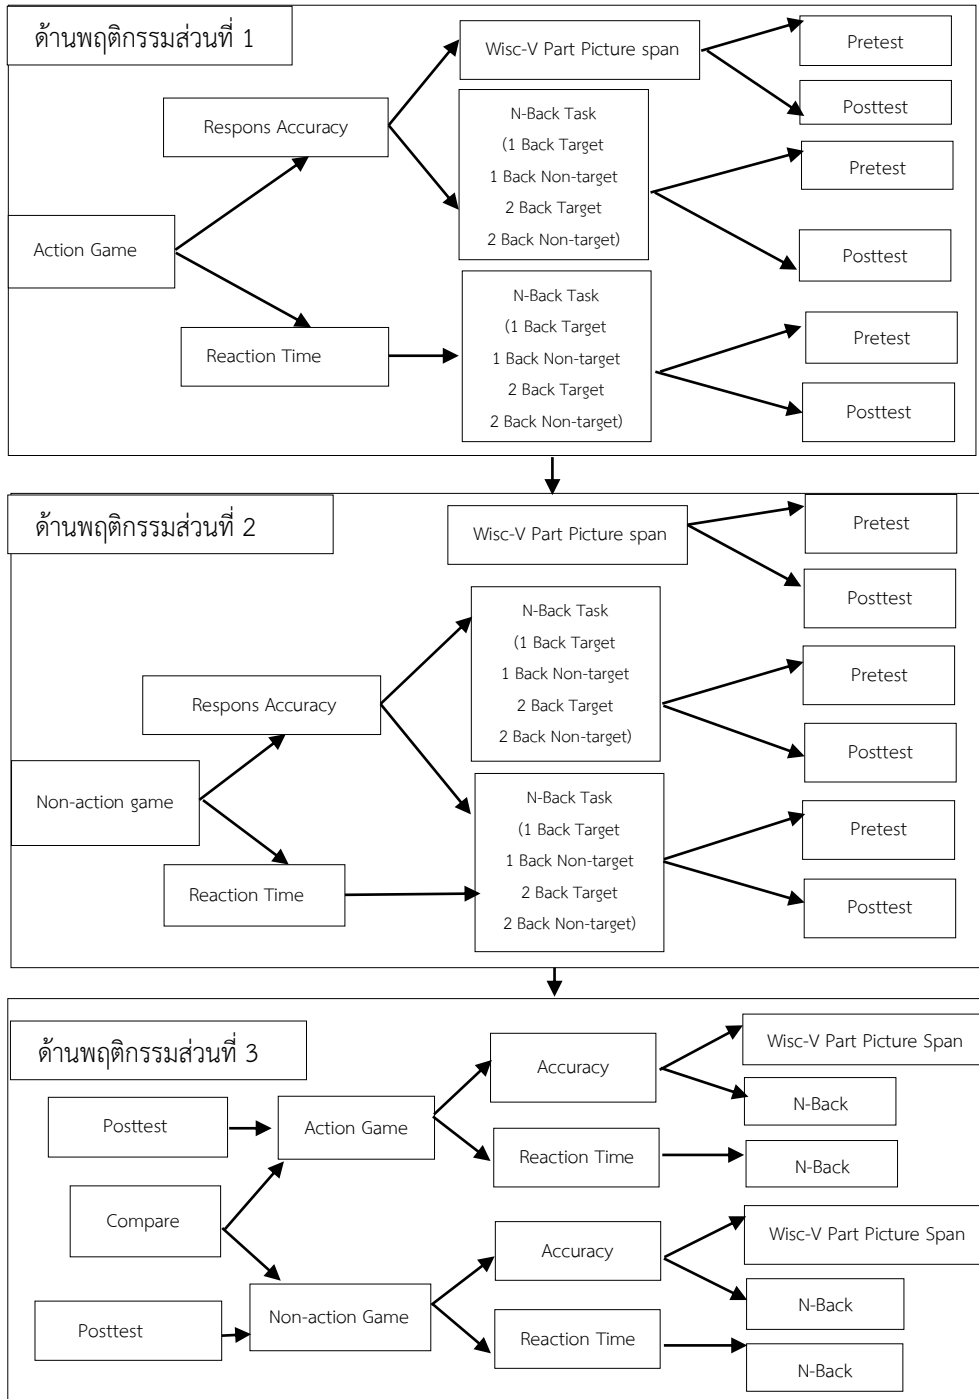 ด้านพฤติกรรมส่วนที่ 1
Wisc-V Part Picture span
Pretest
Posttest
Respons Accuracy
N-Back Task
(1 Back Target
1 Back Non-target
2 Back Target
2 Back Non-target)
Pretest
Posttest
Action Game
Reaction Time
N-Back Task
(1 Back Target
1 Back Non-target
2 Back Target
2 Back Non-target)
Pretest
Posttest
ด้านพฤติกรรมส่วนที่ 2
Wisc-V Part Picture span
Pretest
Posttest
Respons Accuracy
N-Back Task
(1 Back Target
1 Back Non-target
2 Back Target
2 Back Non-target)
Pretest
Posttest
Non-action game
Reaction Time
N-Back Task
(1 Back Target
1 Back Non-target
2 Back Target
2 Back Non-target)
Pretest
Posttest
ด้านพฤติกรรมส่วนที่ 3
Posttest
Action Game
Accuracy
Wisc-V Part Picture Span
N-Back
Reaction Time
N-Back
Compare
Posttest
Non-action Game
Accuracy
Wisc-V Part Picture Span
N-Back
Reaction Time
N-Back